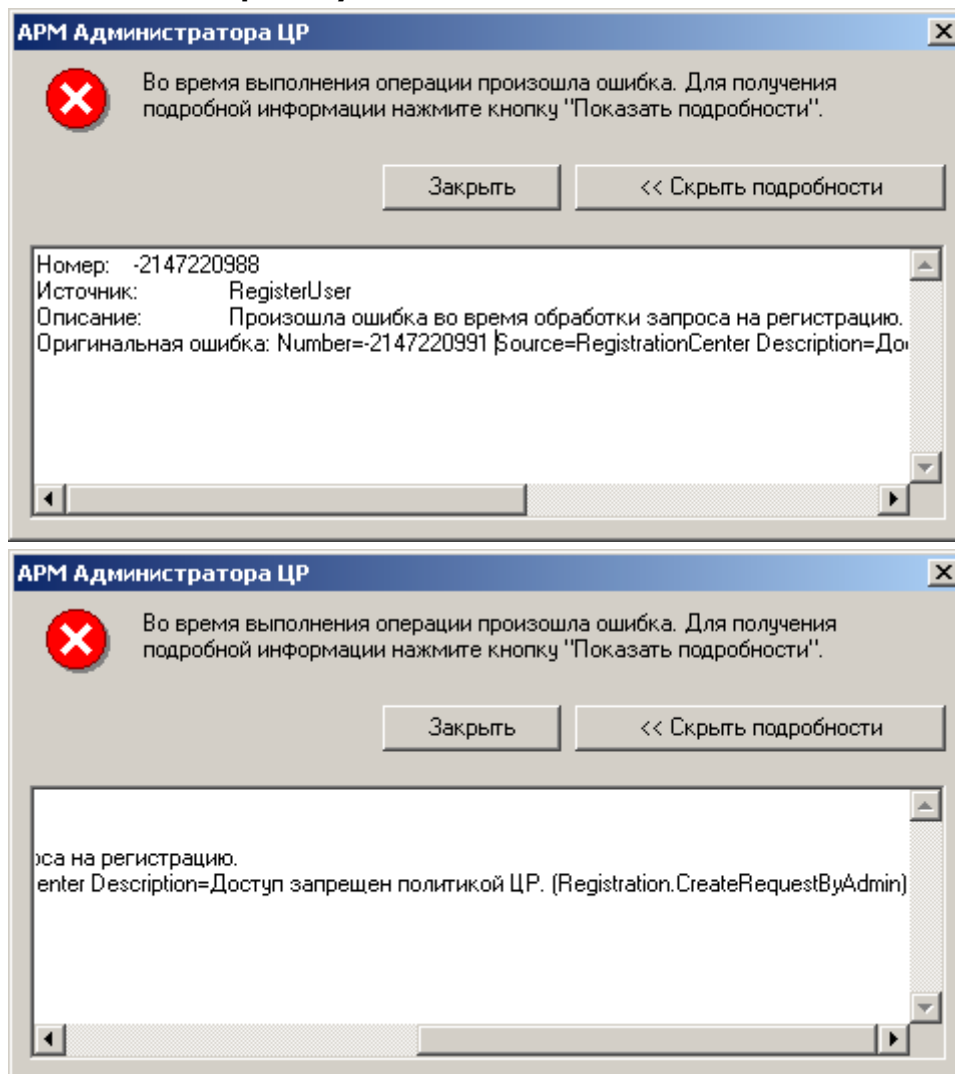 АРМ Администратора ЦР
Во время выполнения операции произошла ошибка. Для получения
подробной информации нажмите кнопку "Показать подробности".
Закрыть
<< Скрыть подробности
Номер: -2147220988
Источник: RegisterUser
Описание: Произошла ошибка во время обработки запроса на регистрацию.
Оригинальная ошибка: Number=-2147220991 Source=RegistrationCenter Description=До
АРМ Администратора ЦР
Во время выполнения операции произошла ошибка. Для получения
подробной информации нажмите кнопку "Показать подробности".
Закрыть
<< Скрыть подробности
са на регистрацию.
enter Description=Доступ запрещен политикой ЦР. (Registration.CreateRequestByAdmin)